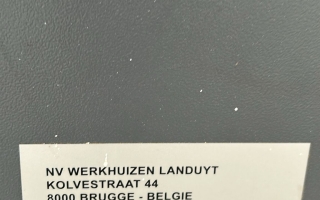 NV WERKHUIZEN LANDUYT
KOLVESTRAAT 44
8000 BRUGGE - BELGIE